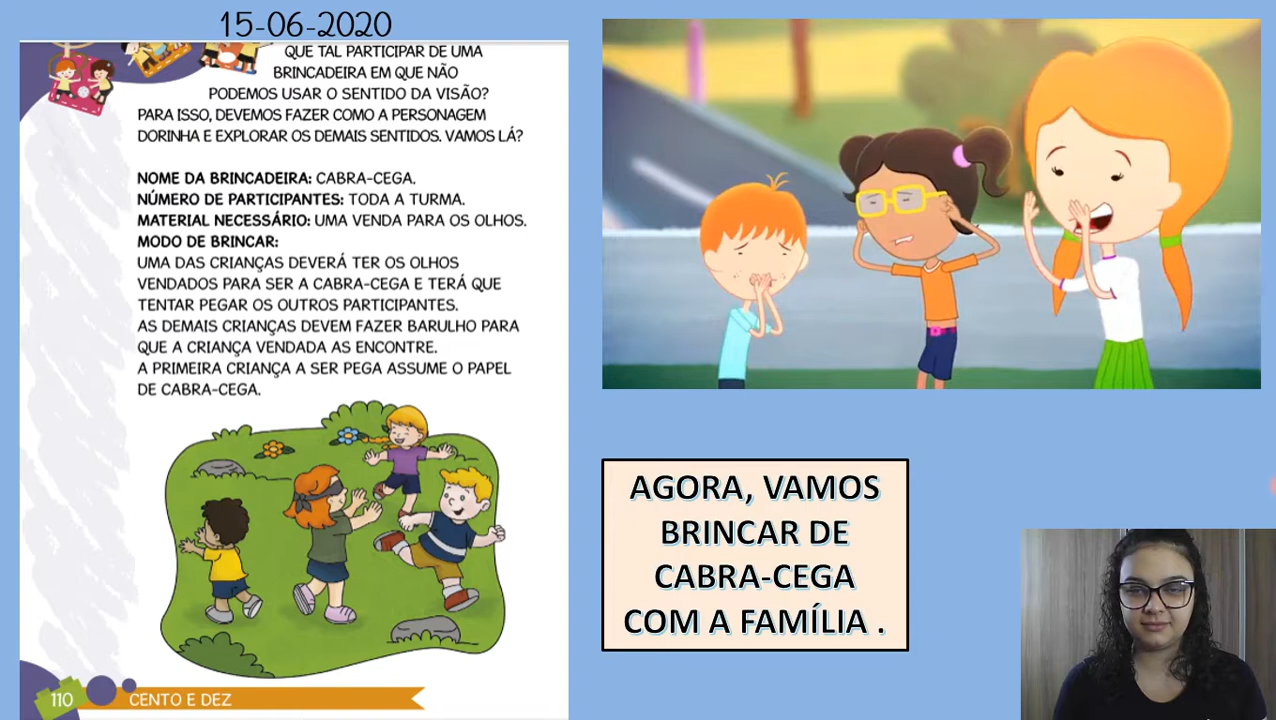 15-06-2020
QUE TAL PARTICIPAR DE UMA
BRINCADEIRA EM QUE NÃO
PODEMOS USAR O SENTIDO DA VISÃO?
PARA ISSO, DEVEMOS FAZER COMO A PERSONAGEM
DORINHA E EXPLORAR OS DEMAIS SENTIDOS. VAMOS LÁ?
NOME DA BRINCADEIRA: CABRA-CEGA.
NÚMERO DE PARTICIPANTES: TODA A TURMA.
MATERIAL NECESSÁRIO: UMA VENDA PARA OS OLHOS.
MODO DE BRINCAR:
UMA DAS CRIANÇAS DEVERÁ TER OS OLHOS
VENDADOS PARA SER A CABRA-CEGA E TERÁ QUE
TENTAR PEGAR OS OUTROS PARTICIPANTES.
AS DEMAIS CRIANÇAS DEVEM FAZER BARULHO PARA
QUE A CRIANÇA VENDADA AS ENCONTRE.
A PRIMEIRA CRIANÇA A SER PEGA ASSUME O PAPEL
DE CABRA-CEGA.
110 CENTO E DEZ
AGORA, VAMOS
BRINCAR DE
CABRA-CEGA
COM A FAMÍLIA .